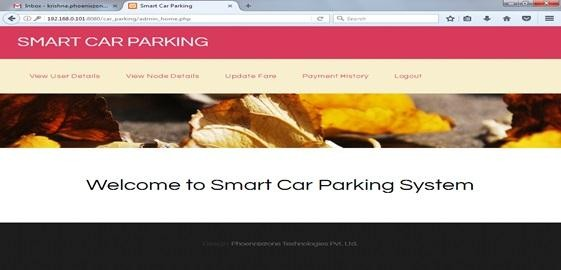 Inbox - krishna.phoenixzon...
Smart Car Parking
192.168.0.101:8080/car_parking/admin_home.php
Search
SMART CAR PARKING
View User Details
View Node Details
Update Fare
Payment History
Logout
Welcome to Smart Car Parking System
Design: Phoennixzone Technologies Pvt. Ltd.